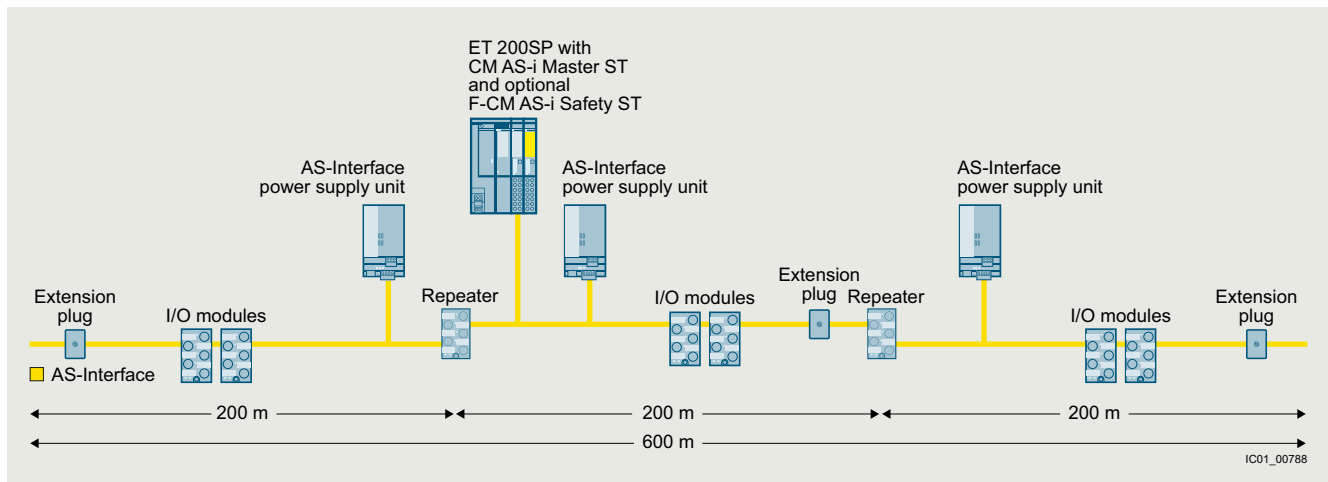 ET 200SP with
CM AS-i Master ST
and optional
F-CM AS-i Safety ST
AS-Interface
power supply unit
AS-Interface
power supply unit
AS-Interface
power supply unit
Extension
plug
I/O modules
Repeater
I/O modules
Extension
plug
Repeater
I/O modules
Extension
plug
AS-Interface
200 m
200 m
200 m
600 m
IC01_00788